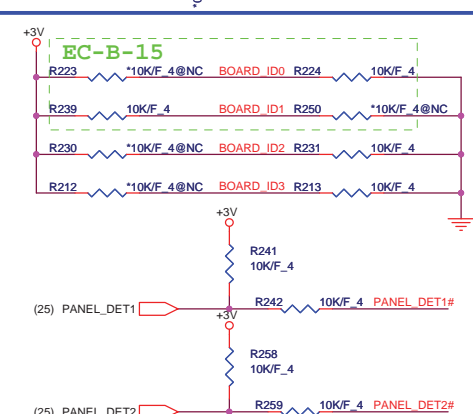 +3V
EC-B-15
R223 *10K/F_4@NC BOARD_ID0 R224 10K/F_4
R239 10K/F_4 BOARD_ID1 R250 *10K/F_4@NC
R230 *10K/F_4@NC BOARD_ID2 R231 10K/F_4
R212 *10K/F_4@NC BOARD_ID3 R213 10K/F_4
+3V
R241
10K/F_4
(25) PANEL_DET1 R242 10K/F_4 PANEL_DET1#
+3V
R258
10K/F_4
(25) PANEL_DET2 R259 10K/F_4 PANEL_DET2#